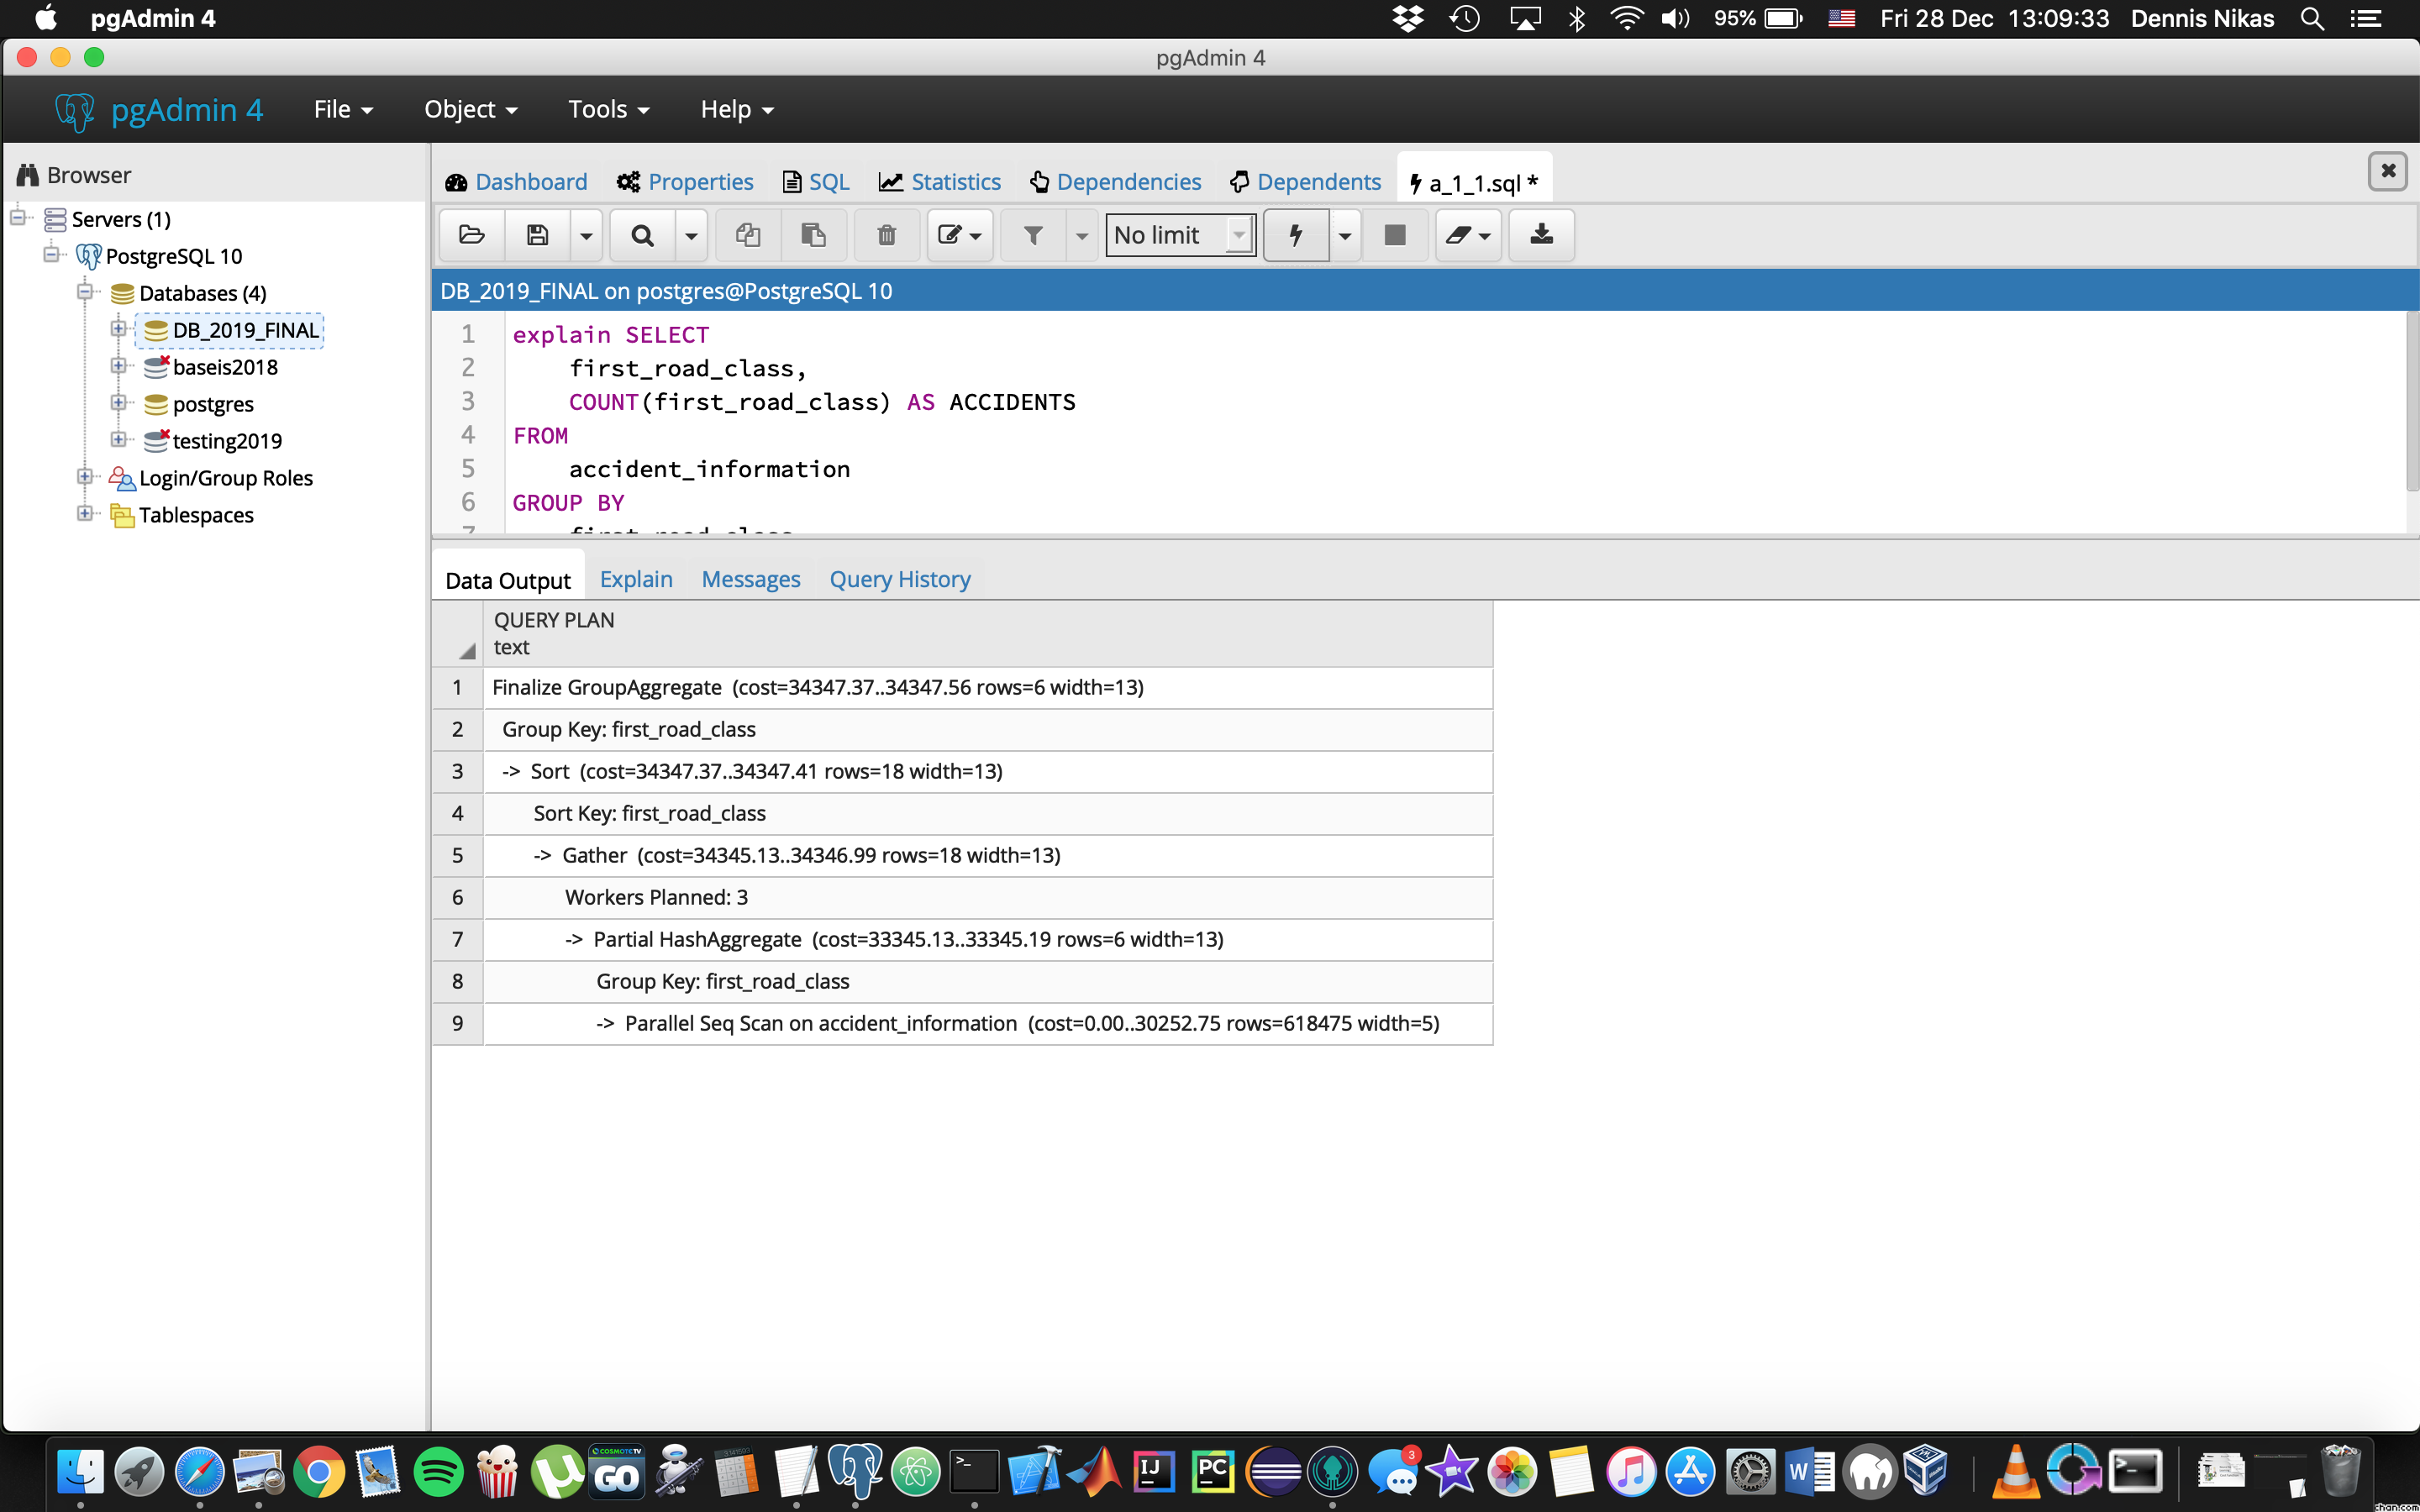 pgAdmin 4
95%
Fri 28 Dec 13:09:33
Dennis Nikas
pgAdmin 4
pgAdmin 4
File
Object
Tools
Help
Browser
Dashboard
Properties
SQL
Statistics
Dependencies
Dependents
a_1_1.sql *
No limit
Servers (1)
PostgreSQL 10
Databases (4)
DB_2019_FINAL
baseis2018
postgres
testing2019
Login/Group Roles
Tablespaces
DB_2019_FINAL on postgres@PostgreSQL 10
1 explain SELECT
2 first_road_class,
3 COUNT(first_road_class) AS ACCIDENTS
4 FROM
5 accident_information
6 GROUP BY
7 first_road_class
Data Output
Explain
Messages
Query History
QUERY PLAN
text
1 Finalize GroupAggregate (cost=34347.37..34347.56 rows=6 width=13)
2 Group Key: first_road_class
3 -> Sort (cost=34347.37..34347.41 rows=18 width=13)
4 Sort Key: first_road_class
5 -> Gather (cost=34345.13..34346.99 rows=18 width=13)
6 Workers Planned: 3
7 -> Partial HashAggregate (cost=33345.13..33345.19 rows=6 width=13)
8 Group Key: first_road_class
9 -> Parallel Seq Scan on accident_information (cost=0.00..30252.75 rows=618475 width=5)
COSMOTE TV
GO
>_
IJ
PC
3
W
>_
chan.com